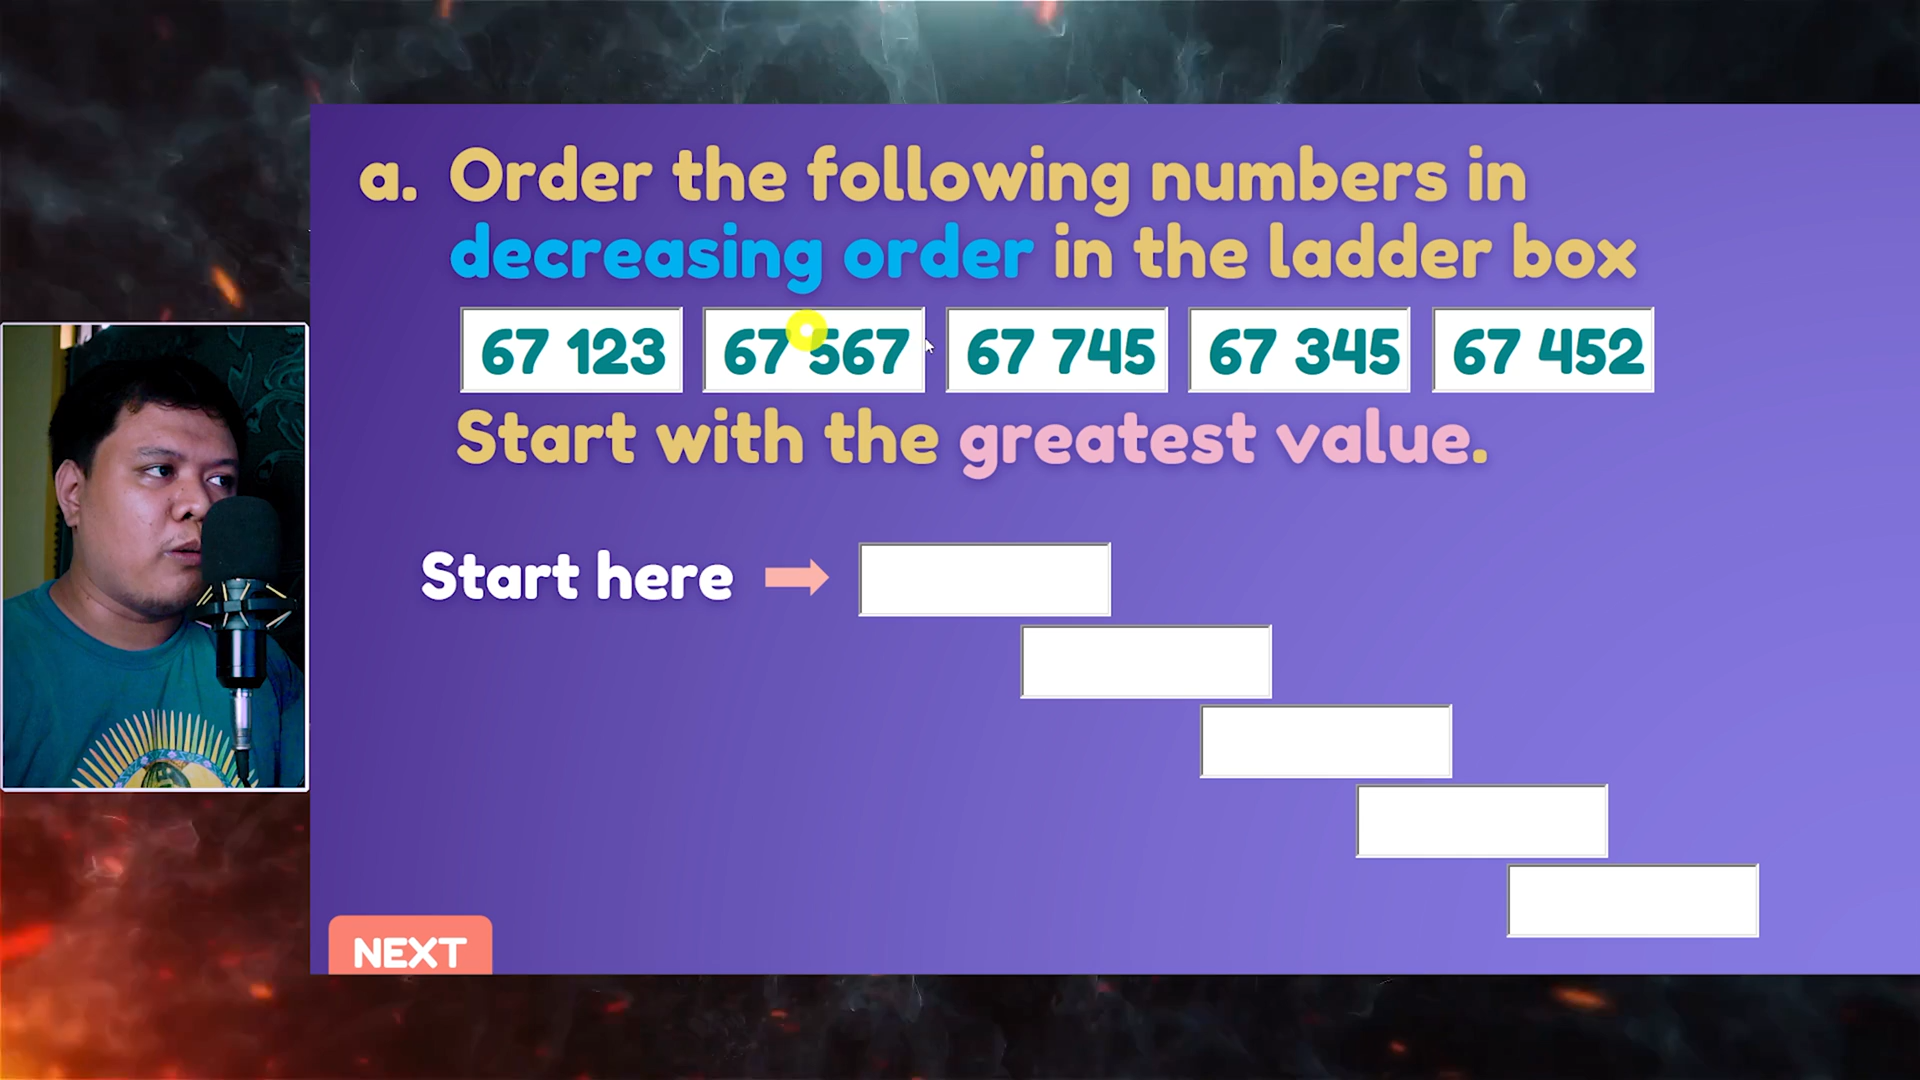 a. Order the following numbers in
decreasing order in the ladder box
67 123 67 567 67 745 67 345 67 452
Start with the greatest value.
Start here
NEXT